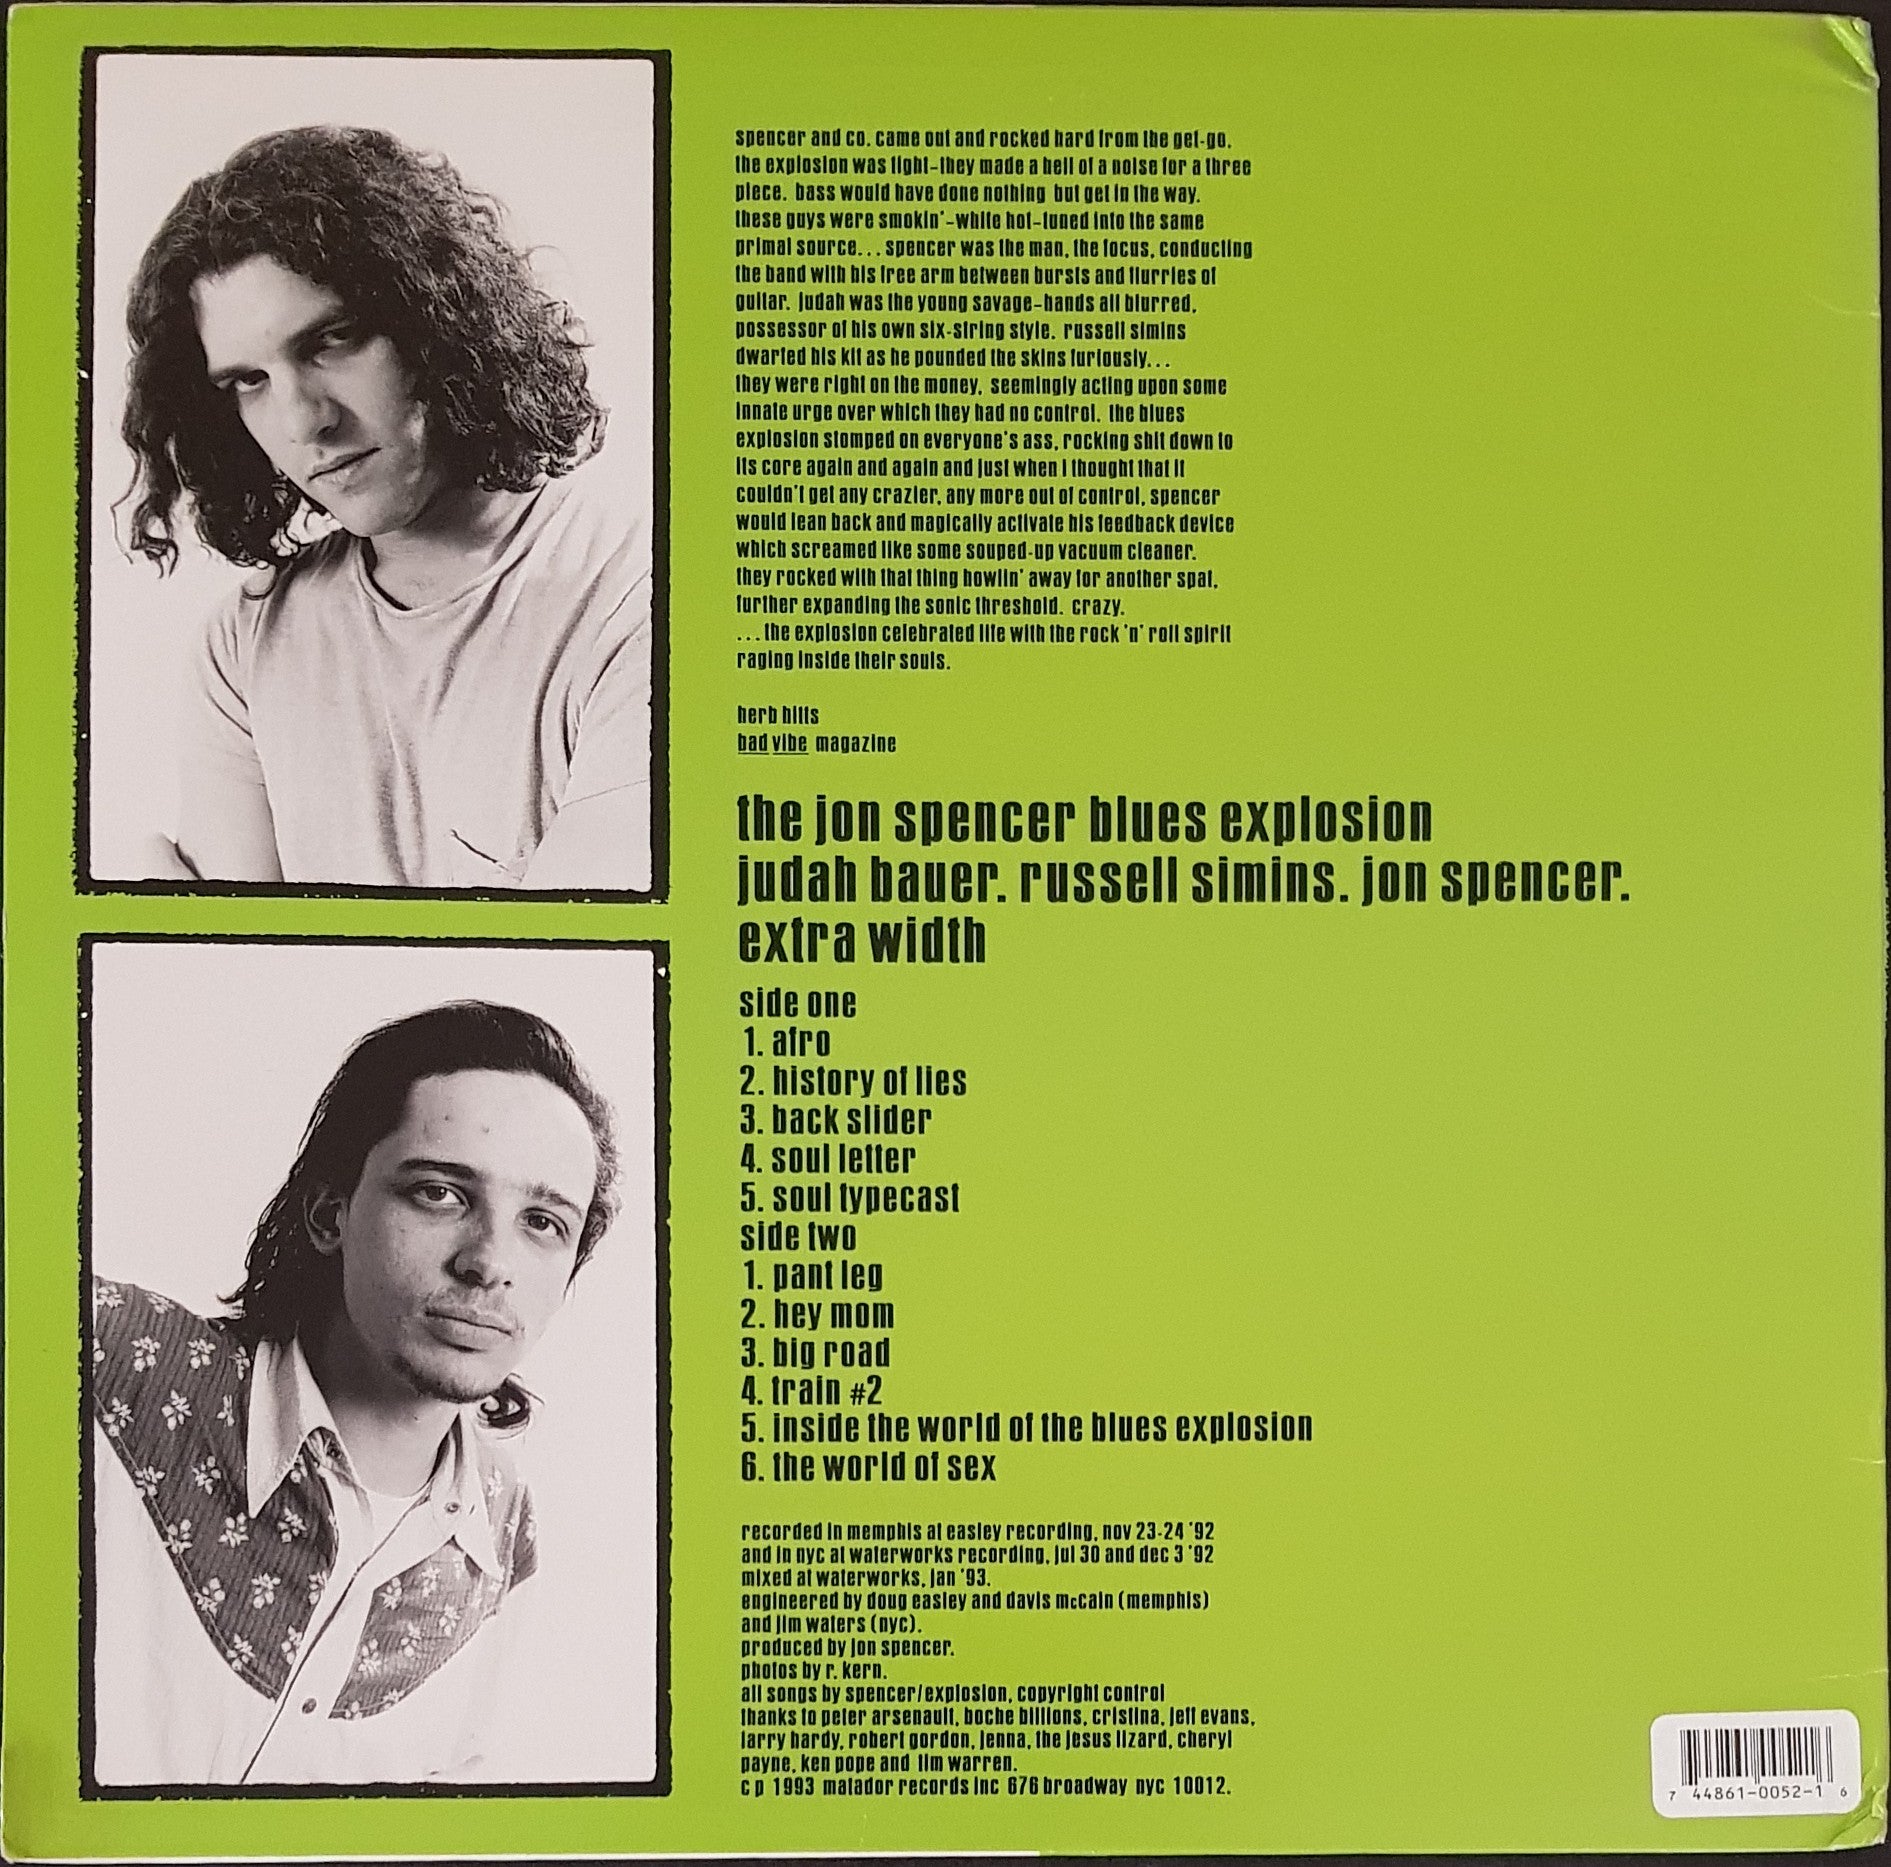 spencer and co. came out and rocked hard from the get-go.
the explosion was tight-they made a hell of a noise for a three
piece. bass would have done nothing but get in the way.
these guys were smokin'-white hot-tuned into the same
primal source... spencer was the man, the focus, conducting
the band with his free arm between bursts and flurries of
guitar. judah was the young savage-hands all blurred,
possessor of his own six-string style. russell simins
dwarfed his kit as he pounded the skins furiously...
they were right on the money, seemingly acting upon some
innate urge over which they had no control. the blues
explosion stomped on everyone's ass, rocking shit down to
its core again and again and just when i thought that it
couldn't get any crazier, any more out of control, spencer
would lean back and magically activate his feedback device
which screamed like some souped-up vacuum cleaner.
they rocked with that thing howlin' away for another spat,
further expanding the sonic threshold. crazy.
...the explosion celebrated life with the rock 'n' roll spirit
raging inside their souls.
herb hitts
bad vibe magazine
the jon spencer blues explosion
judah bauer. russell simins. jon spencer.
extra width
side one
1. afro
2. history of lies
3. back slider
4. soul letter
5. soul typecast
side two
1. pant leg
2. hey mom
3. big road
4. train #2
5. inside the world of the blues explosion
6. the world of sex
recorded in memphis at easley recording, nov 23-24 '92
and in nyc at waterworks recording, jul 30 and dec 3 '92
mixed at waterworks, jan '93.
engineered by doug easley and davis mccain (memphis)
and jim waters (nyc).
produced by jon spencer.
photos by r. kern.
all songs by spencer/explosion, copyright control
thanks to peter arsenault, boche billions, cristina, jeff evans,
larry hardy, robert gordon, jenna, the jesus lizard, cheryl
payne, ken pope and tim warren.
c p 1993 matador records inc 676 broadway nyc 10012.
7 44861-0052-1 6